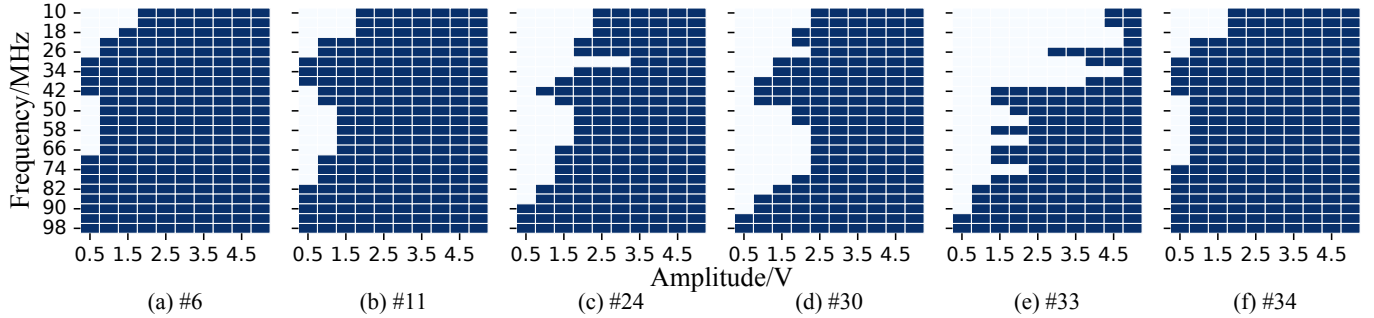 Frequency/MHz
10
18
26
34
42
50
58
66
74
82
90
98
0.5 1.5 2.5 3.5 4.5
0.5 1.5 2.5 3.5 4.5
0.5 1.5 2.5 3.5 4.5
0.5 1.5 2.5 3.5 4.5
0.5 1.5 2.5 3.5 4.5
0.5 1.5 2.5 3.5 4.5
Amplitude/V
(a) #6
(b) #11
(c) #24
(d) #30
(e) #33
(f) #34